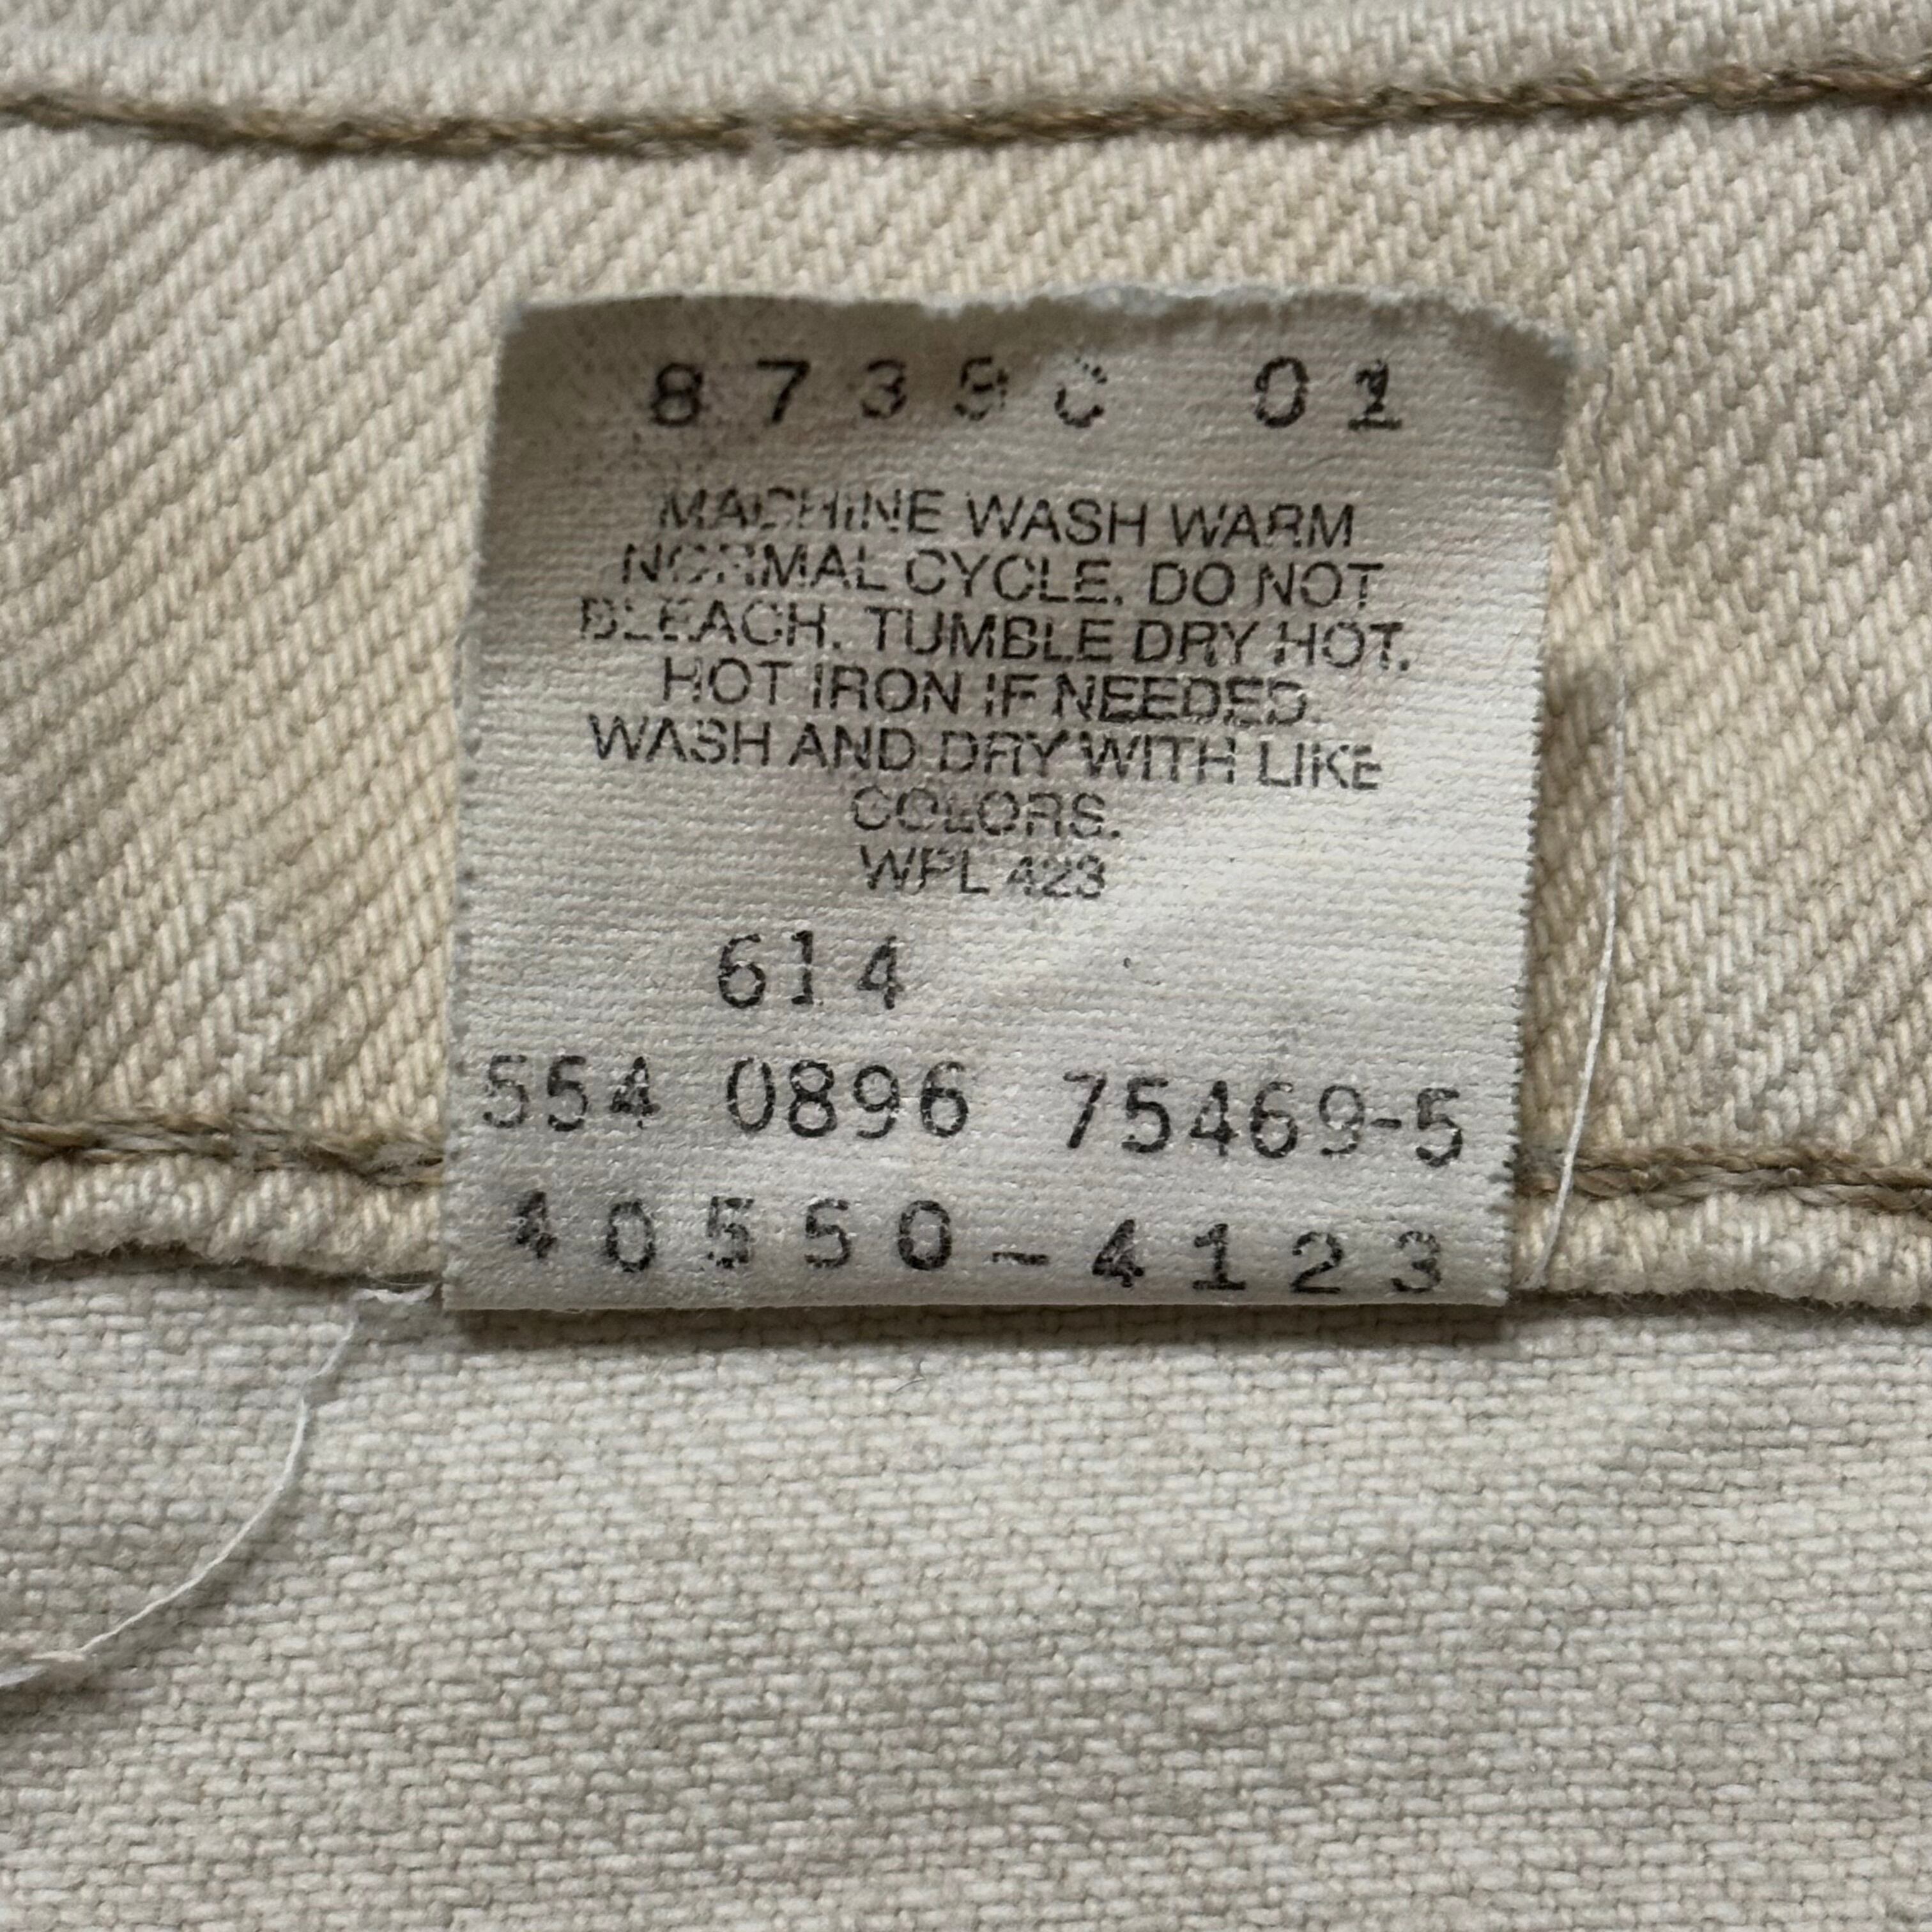 8739C 01
MACHINE WASH WARM
NORMAL CYCLE. DO NOT
BLEACH. TUMBLE DRY HOT.
HOT IRON IF NEEDED.
WASH AND DRY WITH LIKE
COLORS.
WPL 423
614
554 0896 75469-5
40550-4123